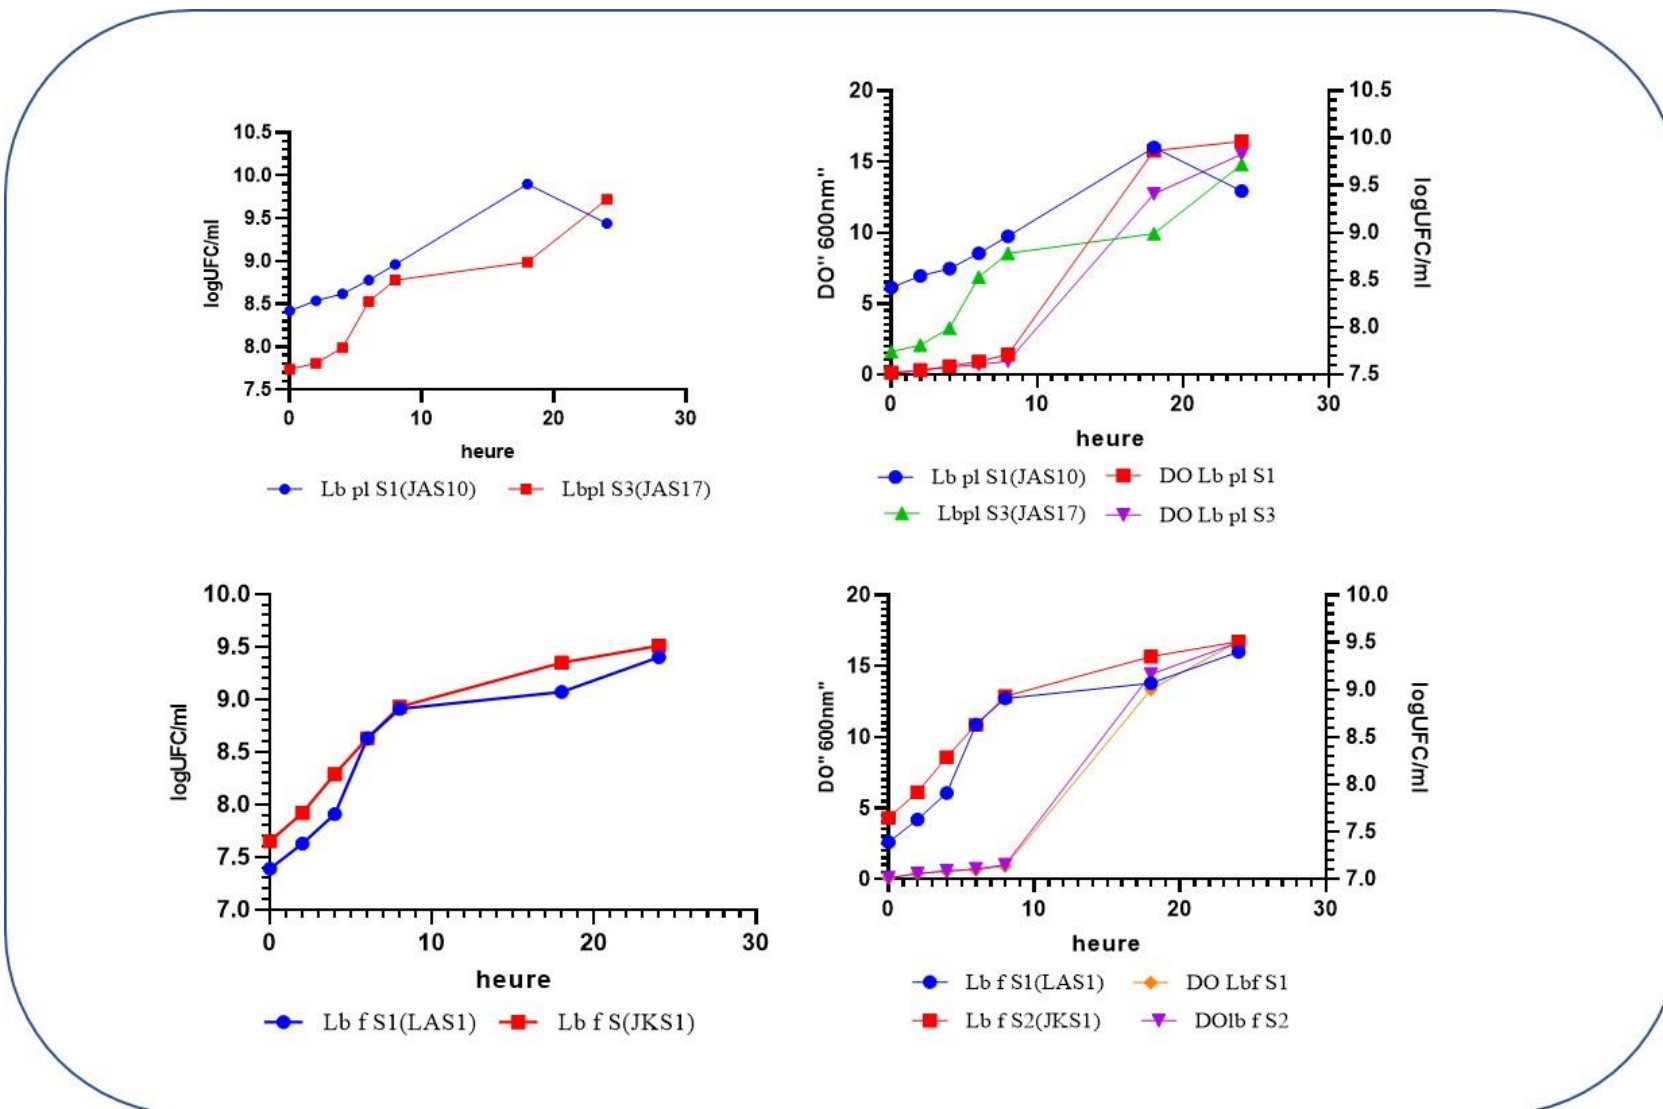 10.5
10.0
9.5
9.0
8.5
8.0
7.5
logUFC/ml
0 10 20 30
heure
Lb pl S1(JAS10) Lbpl S3(JAS17)
20
15
10
5
0
DO" 600nm"
10.5
10.0
9.5
9.0
8.5
8.0
7.5
logUFC/ml
0 10 20 30
heure
Lb pl S1(JAS10) DO Lb pl S1
Lbpl S3(JAS17) DO Lb pl S3
10.0
9.5
9.0
8.5
8.0
7.5
7.0
logUFC/ml
0 10 20 30
heure
Lb f S1(LAS1) Lb f S(JKS1)
20
15
10
5
0
DO" 600nm"
10.0
9.5
9.0
8.5
8.0
7.5
7.0
logUFC/ml
0 10 20 30
heure
Lb f S1(LAS1) DO Lbf S1
Lb f S2(JKS1) DOlb f S2